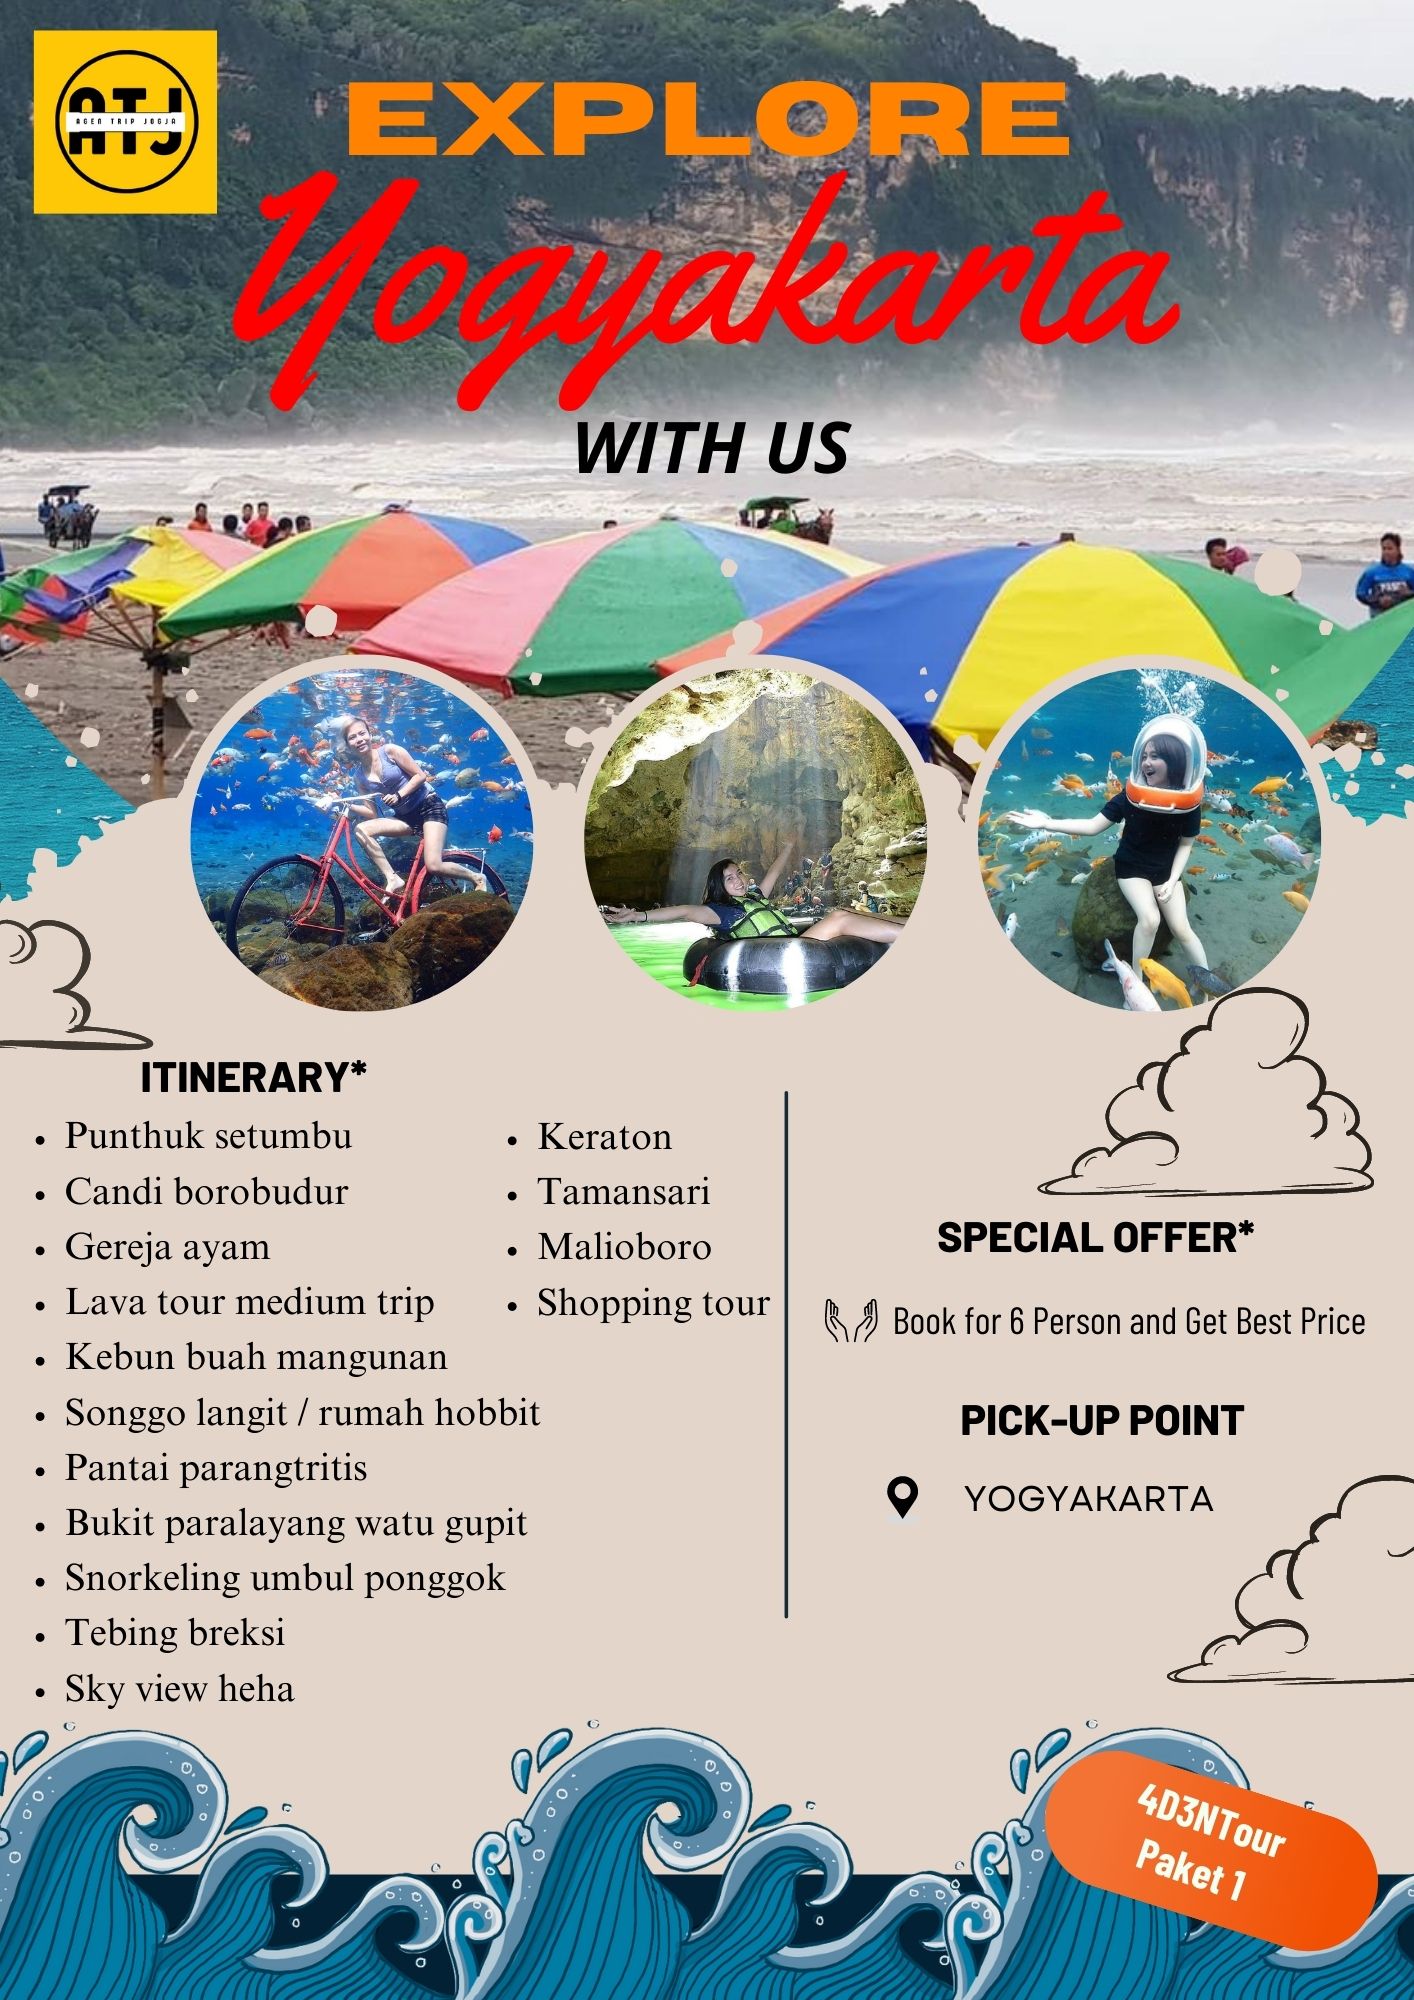 ATJ
AGEN TRIP JOGJA
EXPLORE
Yogyakarta
WITH US
ITINERARY*
• Punthuk setumbu
• Candi borobudur
• Gereja ayam
• Lava tour medium trip
• Kebun buah mangunan
• Songgo langit / rumah hobbit
• Pantai parangtritis
• Bukit paralayang watu gupit
• Snorkeling umbul ponggok
• Tebing breksi
• Sky view heha
• Keraton
• Tamansari
• Malioboro
• Shopping tour
SPECIAL OFFER*
Book for 6 Person and Get Best Price
PICK-UP POINT
YOGYAKARTA
4D3NTour
Paket 1